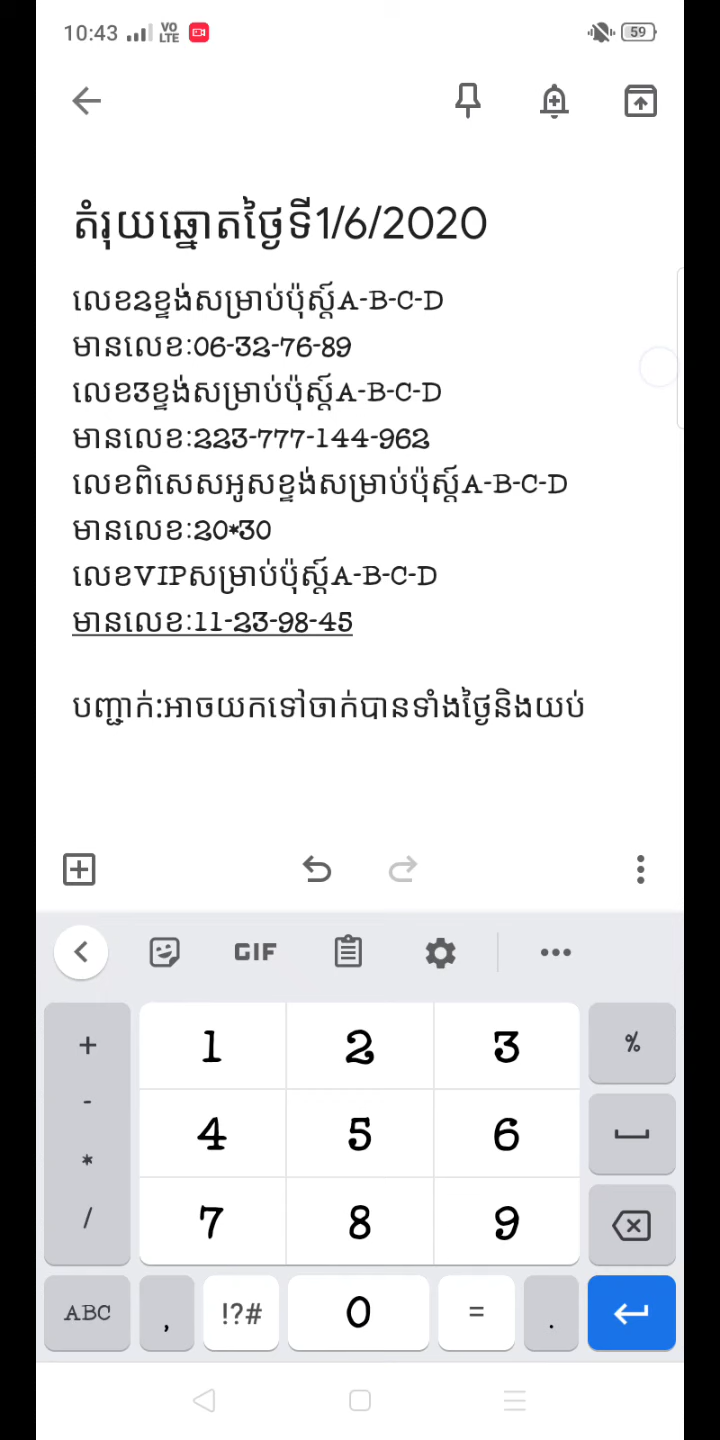 10:43 VO LTE 59
តំរុយឆ្នោតថ្ងៃទី1/6/2020
លេខ2ខ្ទង់សម្រាប់ប៉ុស្ត៍A-B-C-D
មានលេខ:06-32-76-89
លេខ3ខ្ទង់សម្រាប់ប៉ុស្ត៍A-B-C-D
មានលេខ:223-777-144-962
លេខពិសេសអូសខ្ទង់សម្រាប់ប៉ុស្ត៍A-B-C-D
មានលេខ:20*30
លេខVIPសម្រាប់ប៉ុស្ត៍A-B-C-D
មានលេខ:11-23-98-45
បញ្ជាក់:អាចយកទៅចាក់បានទាំងថ្ងៃនិងយប់
GIF
+ 1 2 3 %
-
4 5 6
*
/ 7 8 9
ABC , !?# 0 = .